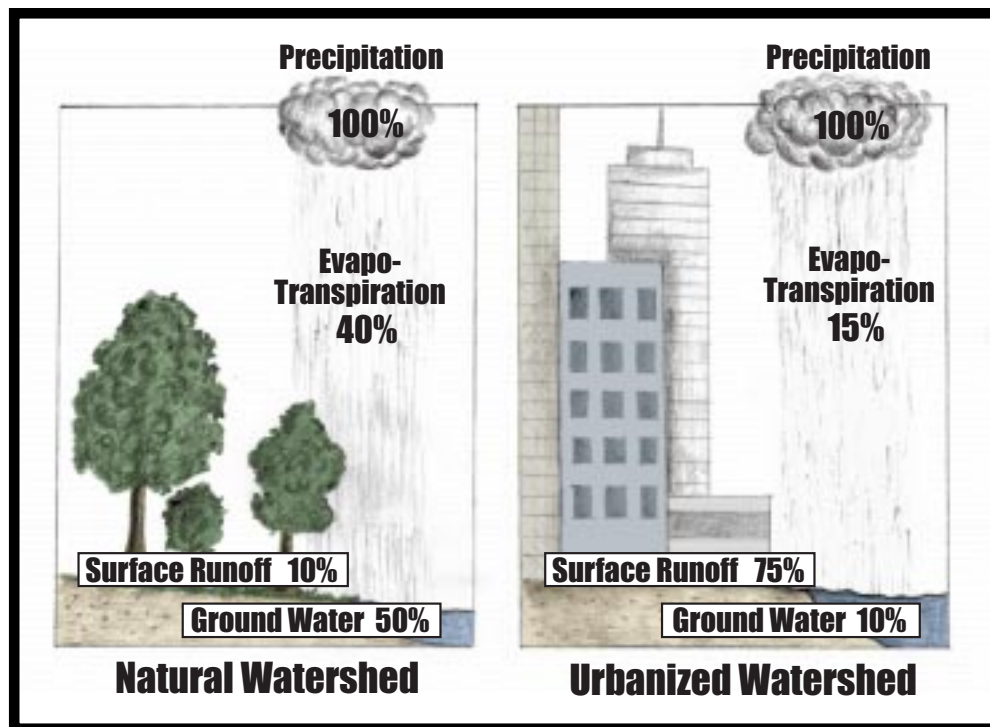 Precipitation
100%
Evapo-
Transpiration
40%
Surface Runoff 10%
Ground Water 50%
Natural Watershed
Precipitation
100%
Evapo-
Transpiration
15%
Surface Runoff 75%
Ground Water 10%
Urbanized Watershed